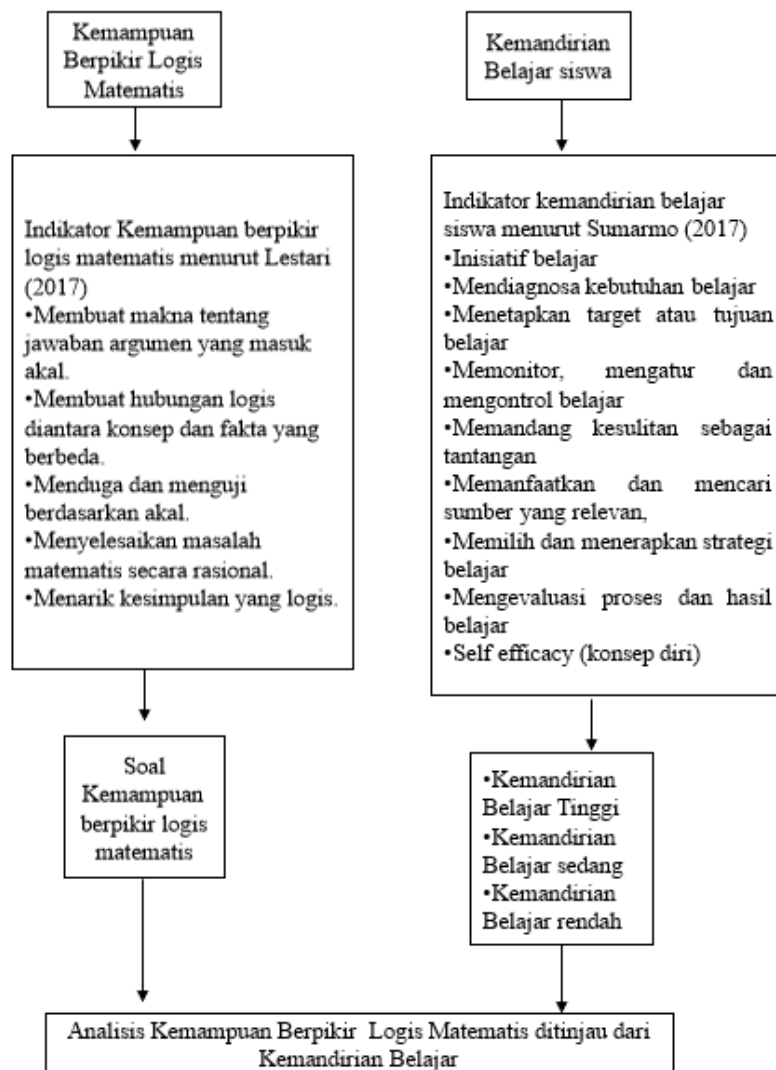 Kemampuan
Berpikir Logis
Matematis
Kemandirian
Belajar siswa
Indikator Kemampuan berpikir
logis matematis menurut Lestari
(2017)
•Membuat makna tentang
jawaban argumen yang masuk
akal.
•Membuat hubungan logis
diantara konsep dan fakta yang
berbeda.
•Menduga dan menguji
berdasarkan akal.
•Menyelesaikan masalah
matematis secara rasional.
•Menarik kesimpulan yang logis.
Indikator kemandirian belajar
siswa menurut Sumarmo (2017)
•Inisiatif belajar
•Mendiagnosa kebutuhan belajar
•Menetapkan target atau tujuan
belajar
•Memonitor, mengatur dan
mengontrol belajar
•Memandang kesulitan sebagai
tantangan
•Memanfaatkan dan mencari
sumber yang relevan,
•Memilih dan menerapkan strategi
belajar
•Mengevaluasi proses dan hasil
belajar
•Self efficacy (konsep diri)
Soal
Kemampuan
berpikir logis
matematis
•Kemandirian
Belajar Tinggi
•Kemandirian
Belajar sedang
•Kemandirian
Belajar rendah
Analisis Kemampuan Berpikir Logis Matematis ditinjau dari
Kemandirian Belajar